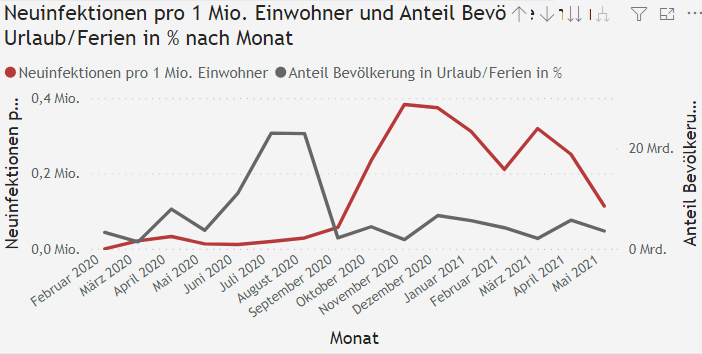 Neuinfektionen pro 1 Mio. Einwohner und Anteil Bevö
Urlaub/Ferien in % nach Monat
Neuinfektionen pro 1 Mio. Einwohner Anteil Bevölkerung in Urlaub/Ferien in %
Neuinfektionen p...
0,4 Mio.
0,2 Mio.
0,0 Mio.
20 Mrd.
0 Mrd.
Anteil Bevölkeru...
Februar 2020
März 2020
April 2020
Mai 2020
Juni 2020
Juli 2020
August 2020
September 2020
Oktober 2020
November 2020
Dezember 2020
Januar 2021
Februar 2021
März 2021
April 2021
Mai 2021
Monat